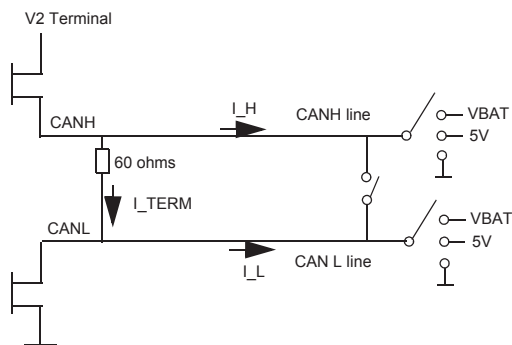 V2 Terminal
I_H
CANH
CANH line
VBAT
5V
60 ohms
I_TERM
CANL
VBAT
5V
I_L
CAN L line